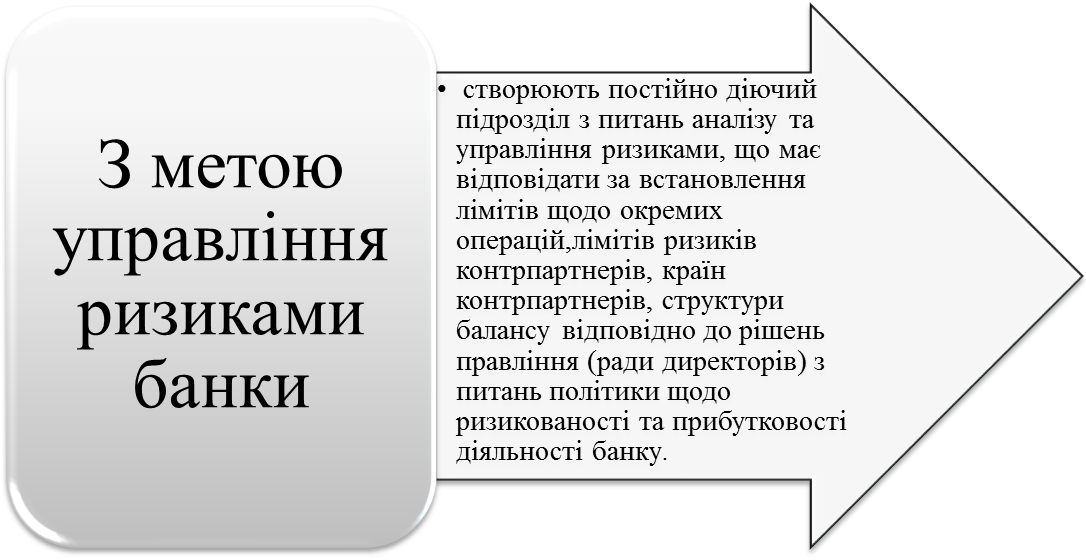 З метою
управління
ризиками
банки
• створюють постійно діючий
підрозділ з питань аналізу та
управління ризиками, що має
відповідати за встановлення
лімітів щодо окремих
операцій,лімітів ризиків
контрпартнерів, країн
контрпартнерів, структури
балансу відповідно до рішень
правління (ради директорів) з
питань політики щодо
ризикованості та прибутковості
діяльності банку.